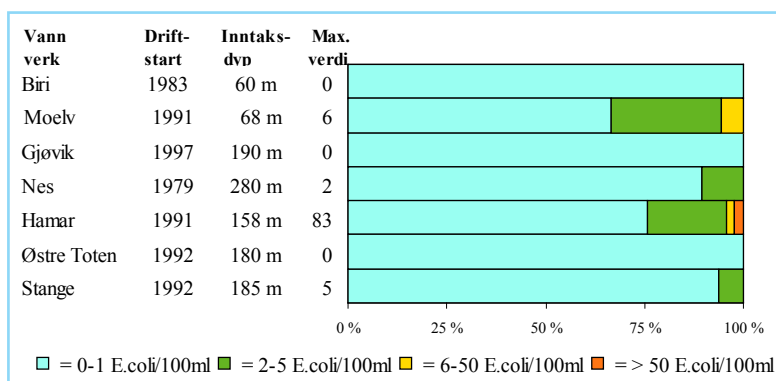 Vann Drift- Inntaks- Max.
verk start dyp verdi
Biri 1983 60 m 0
Moelv 1991 68 m 6
Gjøvik 1997 190 m 0
Nes 1979 280 m 2
Hamar 1991 158 m 83
Østre Toten 1992 180 m 0
Stange 1992 185 m 5
0 % 25 % 50 % 75 % 100 %
= 0-1 E.coli/100ml = 2-5 E.coli/100ml = 6-50 E.coli/100ml = > 50 E.coli/100ml